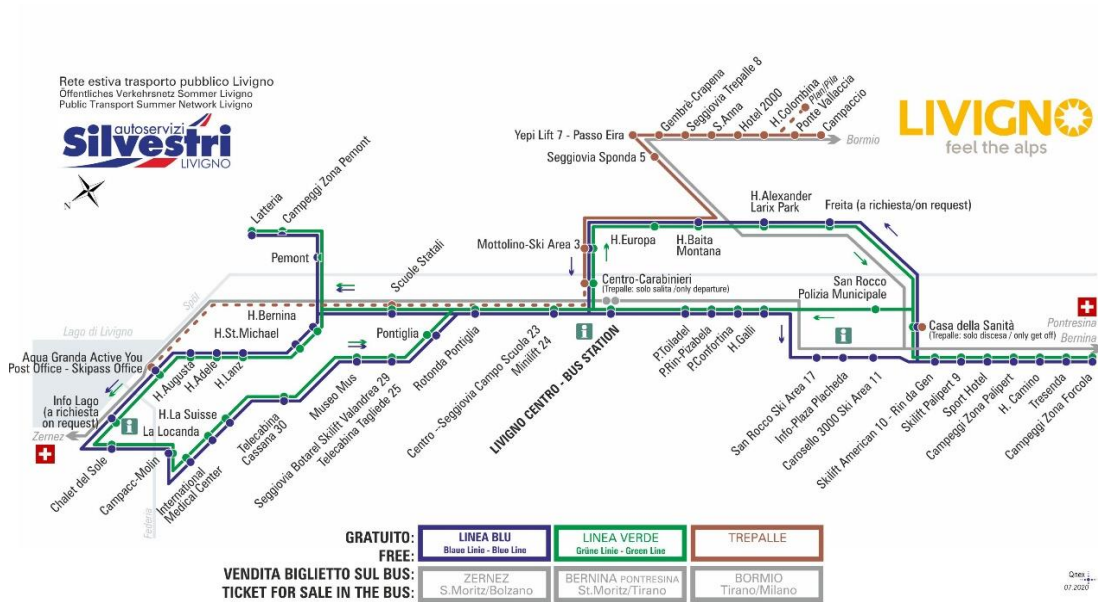 Rete estiva trasporto pubblico Livigno
Öffentliches Verkehrsnetz Sommer Livigno
Public Transport Summer Network Livigno
autoservizi
Silvestri
LIVIGNO
N
LIVIGNO
feel the alps
Gembrè-Crapena
Seggiovia Trepalle 8
S.Anna
Hotel 2000
H.Colombina
Plan/Pila
Ponte Vallaccia
Campaccio
Yepi Lift 7 - Passo Eira
Bormio
Seggiovia Sponda 5
Latteria
Campeggi Zona Pemont
Pemont
Scuole Statali
Mottolino-Ski Area 3
H.Europa
H.Baita
Montana
H.Alexander
Larix Park
Freita (a richiesta/on request)
Centro-Carabinieri
(Trepalle: solo salita /only departure)
San Rocco
Polizia Municipale
Spöl
Lago di Livigno
H.Bernina
H.St.Michael
Pontiglia
Casa della Sanità
(Trepalle: solo discesa / only get off)
Pontresina
Bernina
Aqua Granda Active You
Post Office - Skipass Office
H.Augusta
H.Adele
H.Lanz
Info Lago
(a richiesta
on request)
Zernez
H.La Suisse
La Locanda
Chalet del Sole
Campacc-Molin
Federia
International
Medical Center
Telecabina
Cassana 30
Museo Mus
Seggiovia Botarel Skilift Valandrea 29
Telecabina Tagliede 25
Rotonda Pontiglia
Centro --Seggiovia Campo Scuola 23
Minilift 24
i
LIVIGNO CENTRO - BUS STATION
P.Toiladel
P.Rin-Pizabela
P.Confortina
H.Galli
i
San Rocco Ski Area 17
Info-Plaza Placheda
Carosello 3000 Ski Area 11
Skilift American 10 - Rin da Gen
Skilift Palipert 9
Sport Hotel
Campeggi Zona Palipert
H. Camino
Tresenda
Campeggi Zona Forcola
i
GRATUITO:
FREE:
LINEA BLU
Blaue Linie - Blue Line
LINEA VERDE
Grüne Linie - Green Line
TREPALLE
VENDITA BIGLIETTO SUL BUS:
TICKET FOR SALE IN THE BUS:
ZERNEZ
S.Moritz/Bolzano
BERNINA PONTRESINA
St.Moritz/Tirano
BORMIO
Tirano/Milano
Qnex
07.2020